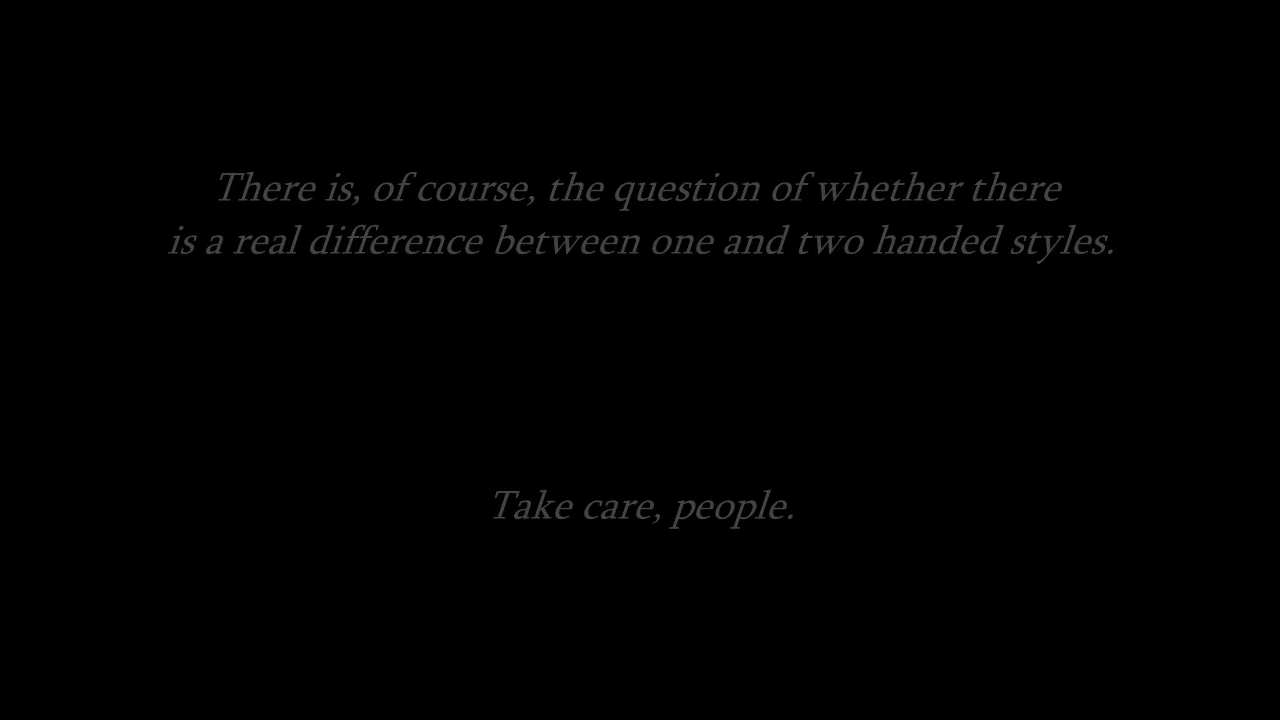 There is, of course, the question of whether there
is a real difference between one and two handed styles.
Take care, people.